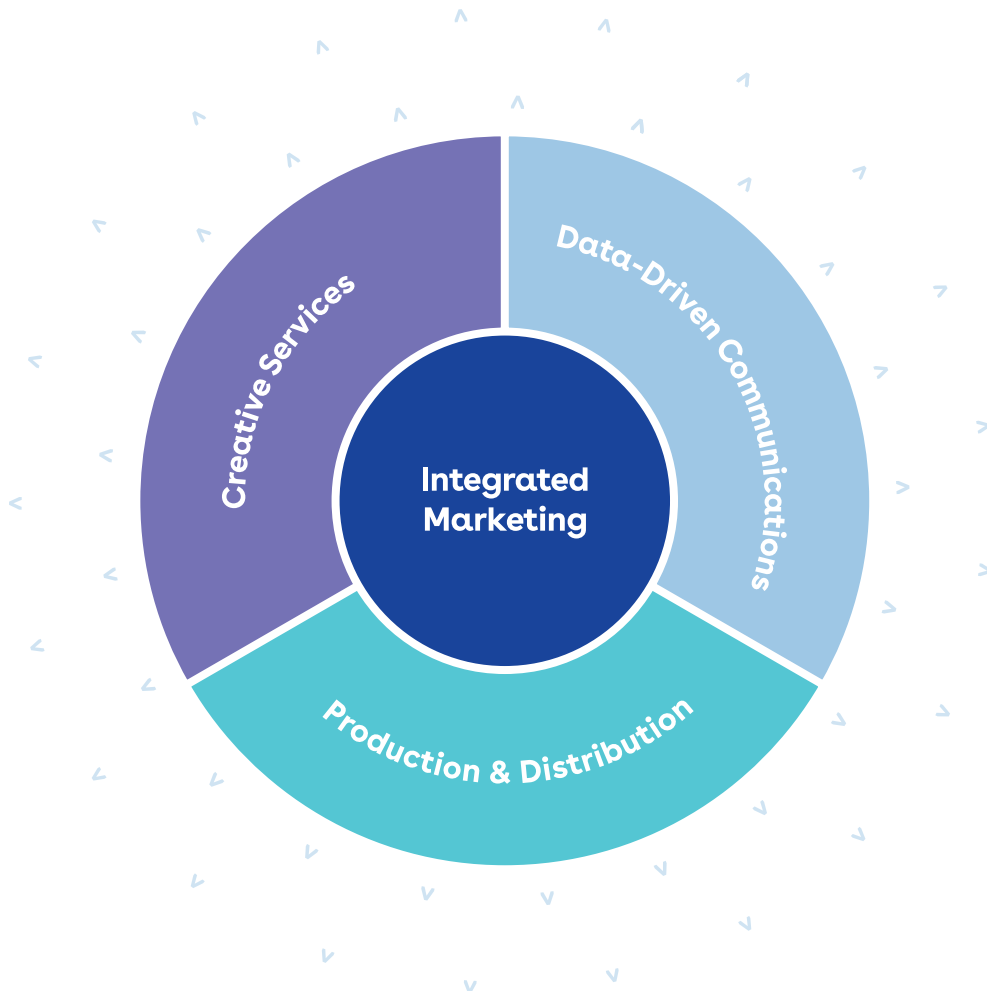 Creative Services
Data-Driven Communications
Integrated
Marketing
Production & Distribution